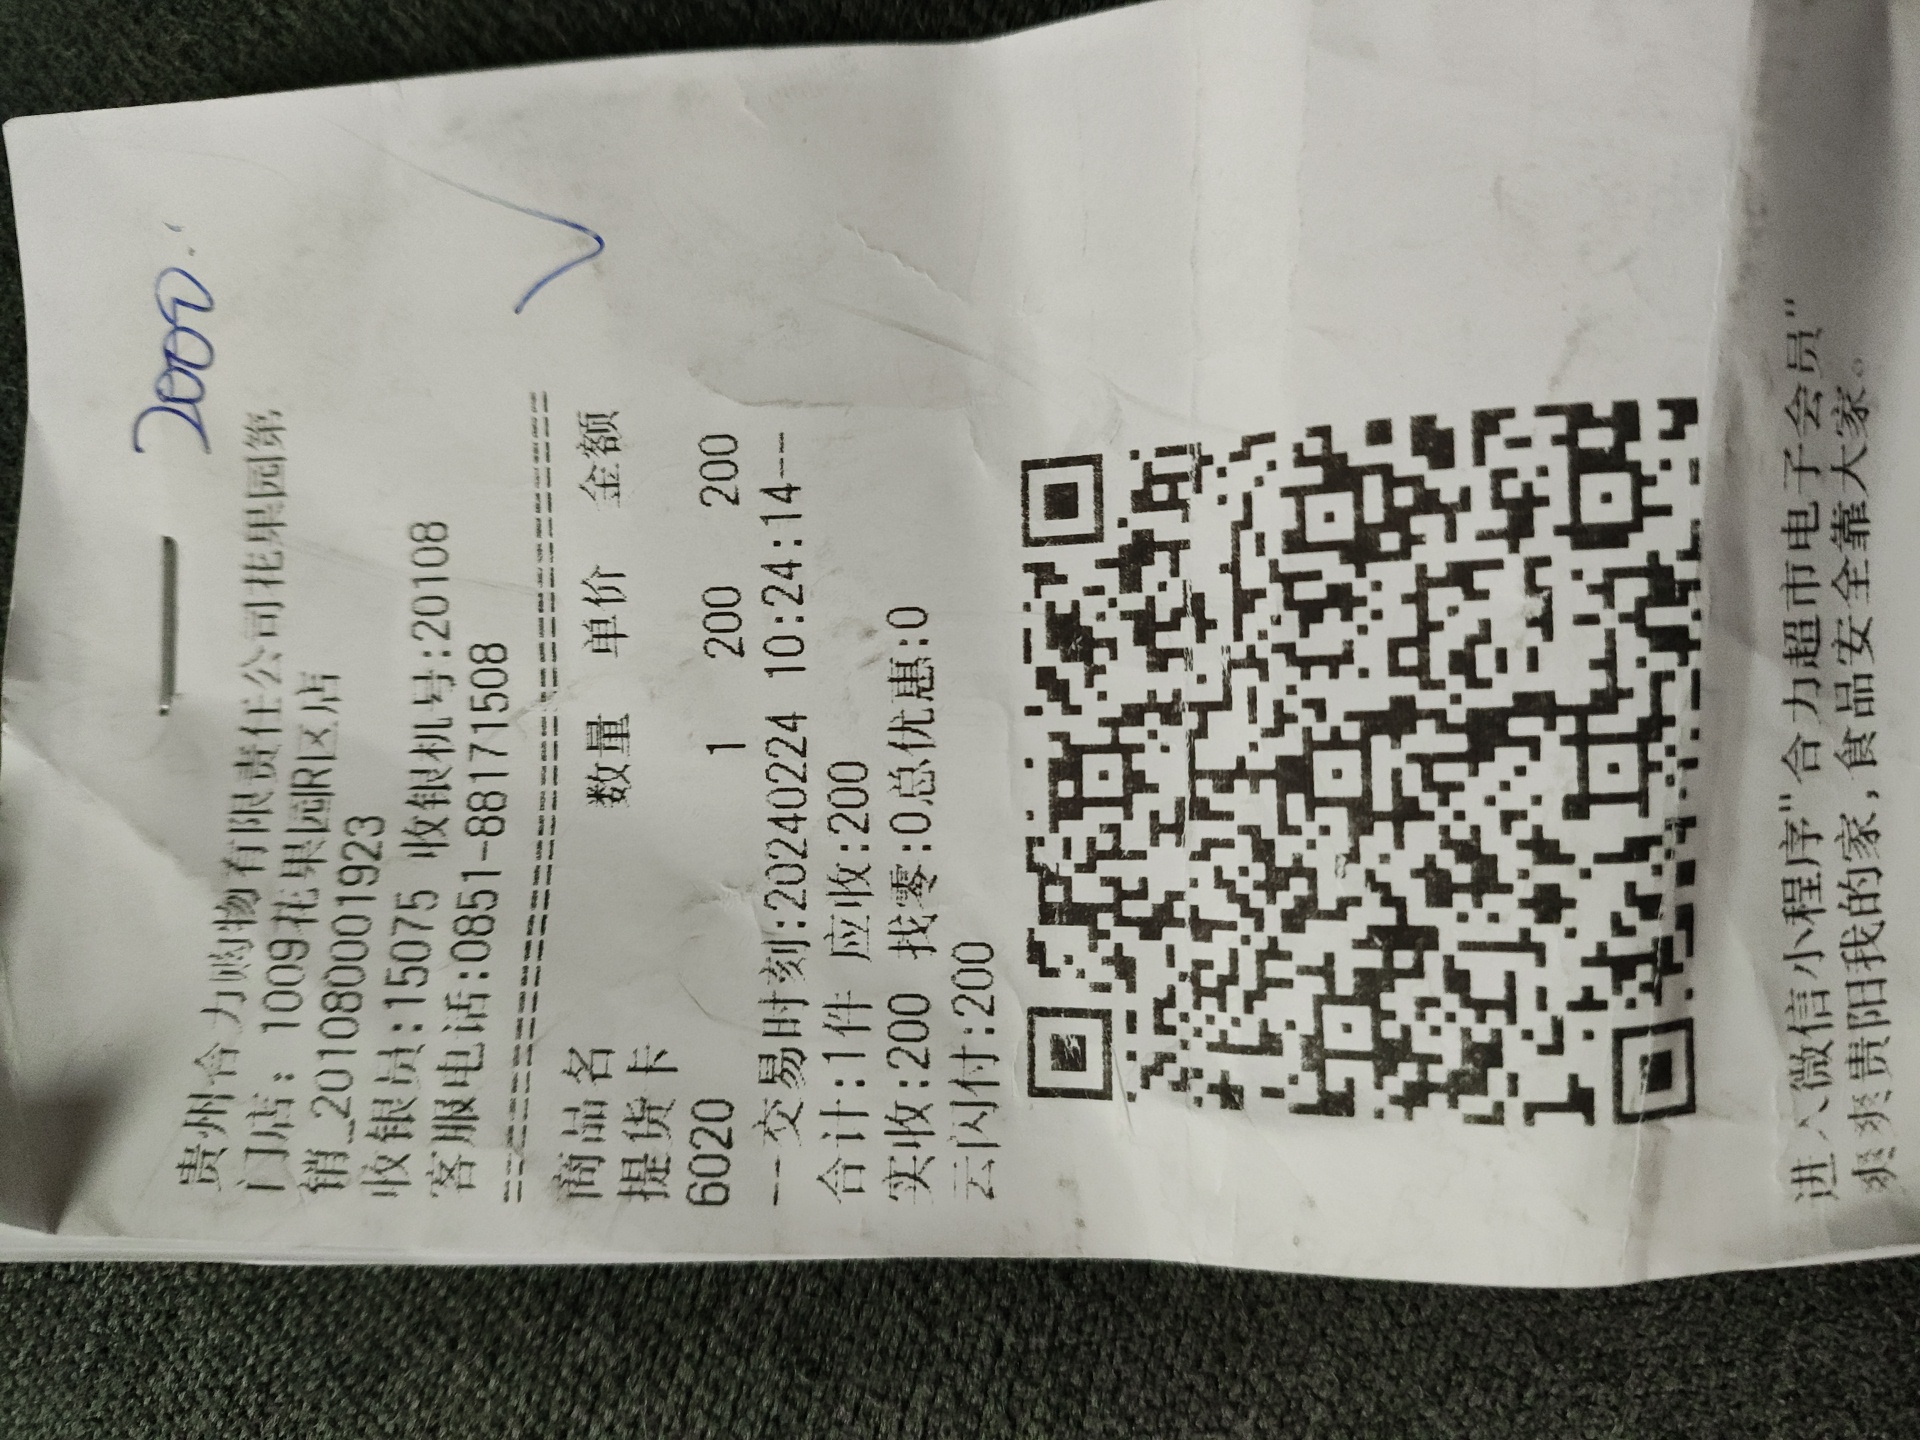 2000
贵州合力购物有限责任公司花果园第
门店: 1009花果园R区店
销_201080001923
收银员:15075 收银机号:20108
客服电话:0851-88171508
================================
商品名 数量 单价 金额
提货卡
6020 1 200 200
--交易时刻:20240224 10:24:14--
合计:1件 应收:200
实收:200 找零:0总优惠:0
云闪付:200
进入微信小程序"合力超市电子会员"
爽爽贵阳我的家,食品安全靠大家。